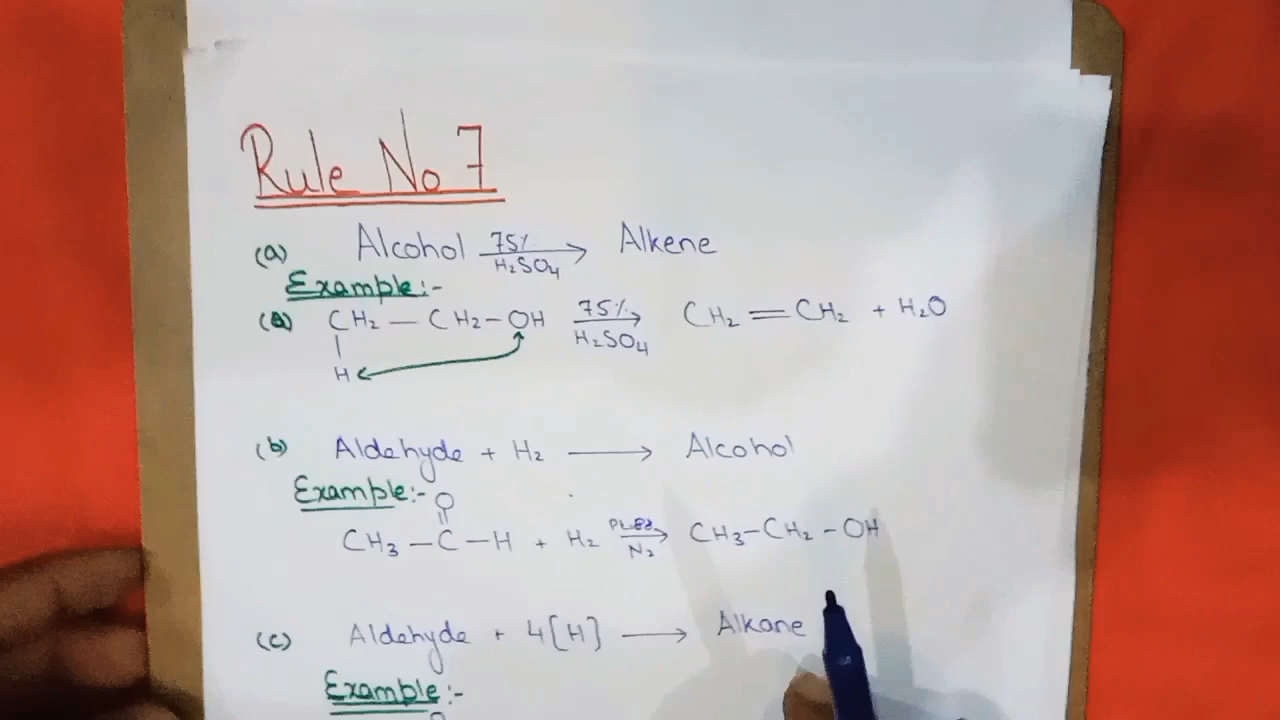 Rule No 7
(a) Alcohol 75% H₂SO₄ → Alkene
Example:-
(a) CH₂ — CH₂ — OH 75% H₂SO₄ → CH₂ = CH₂ + H₂O
|
H
(b) Aldehyde + H₂ → Alcohol
Example:-
O
||
CH₃ — C — H + H₂ → CH₃ - CH₂ - OH
(c) Aldehyde + 4[H] → Alkane
Example:-
O